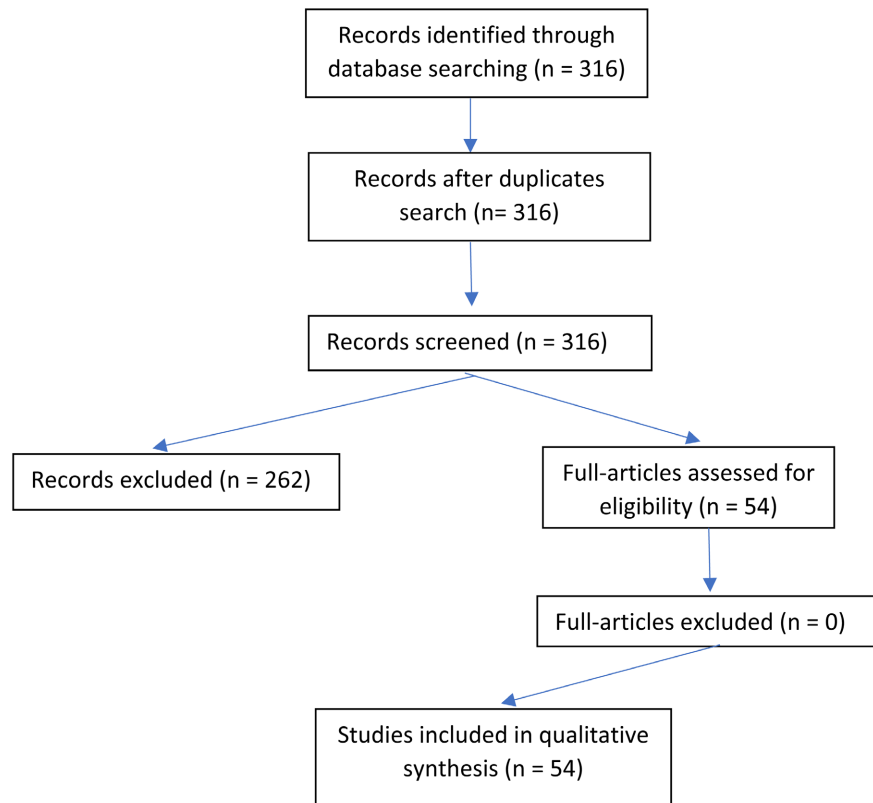 Records identified through
database searching (n = 316)
Records after duplicates
search (n= 316)
Records screened (n = 316)
Records excluded (n = 262)
Full-articles assessed for
eligibility (n = 54)
Full-articles excluded (n = 0)
Studies included in qualitative
synthesis (n = 54)